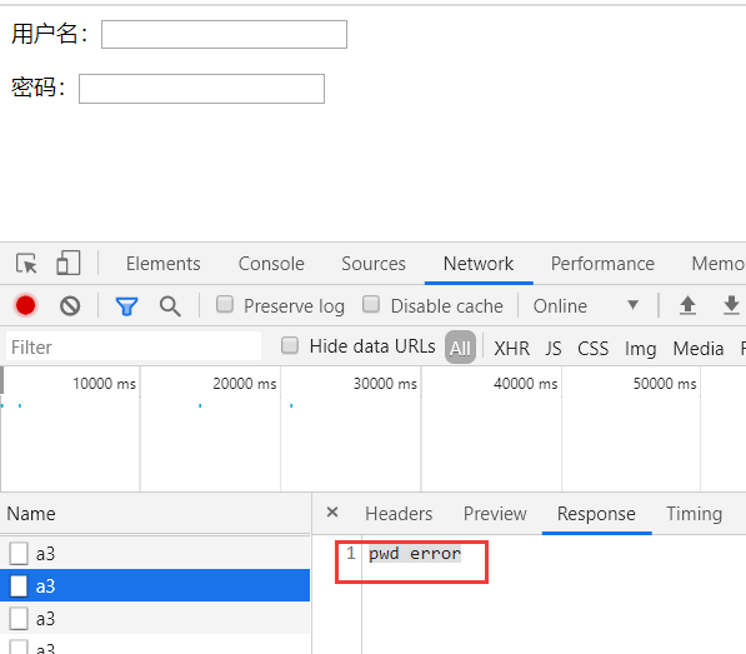 用户名：
密码：
Elements Console Sources Network Performance Memo
Preserve log Disable cache Online
Filter Hide data URLs All XHR JS CSS Img Media
10000 ms 20000 ms 30000 ms 40000 ms 50000 ms
Name × Headers Preview Response Timing
a3 1 pwd error
a3
a3
a3